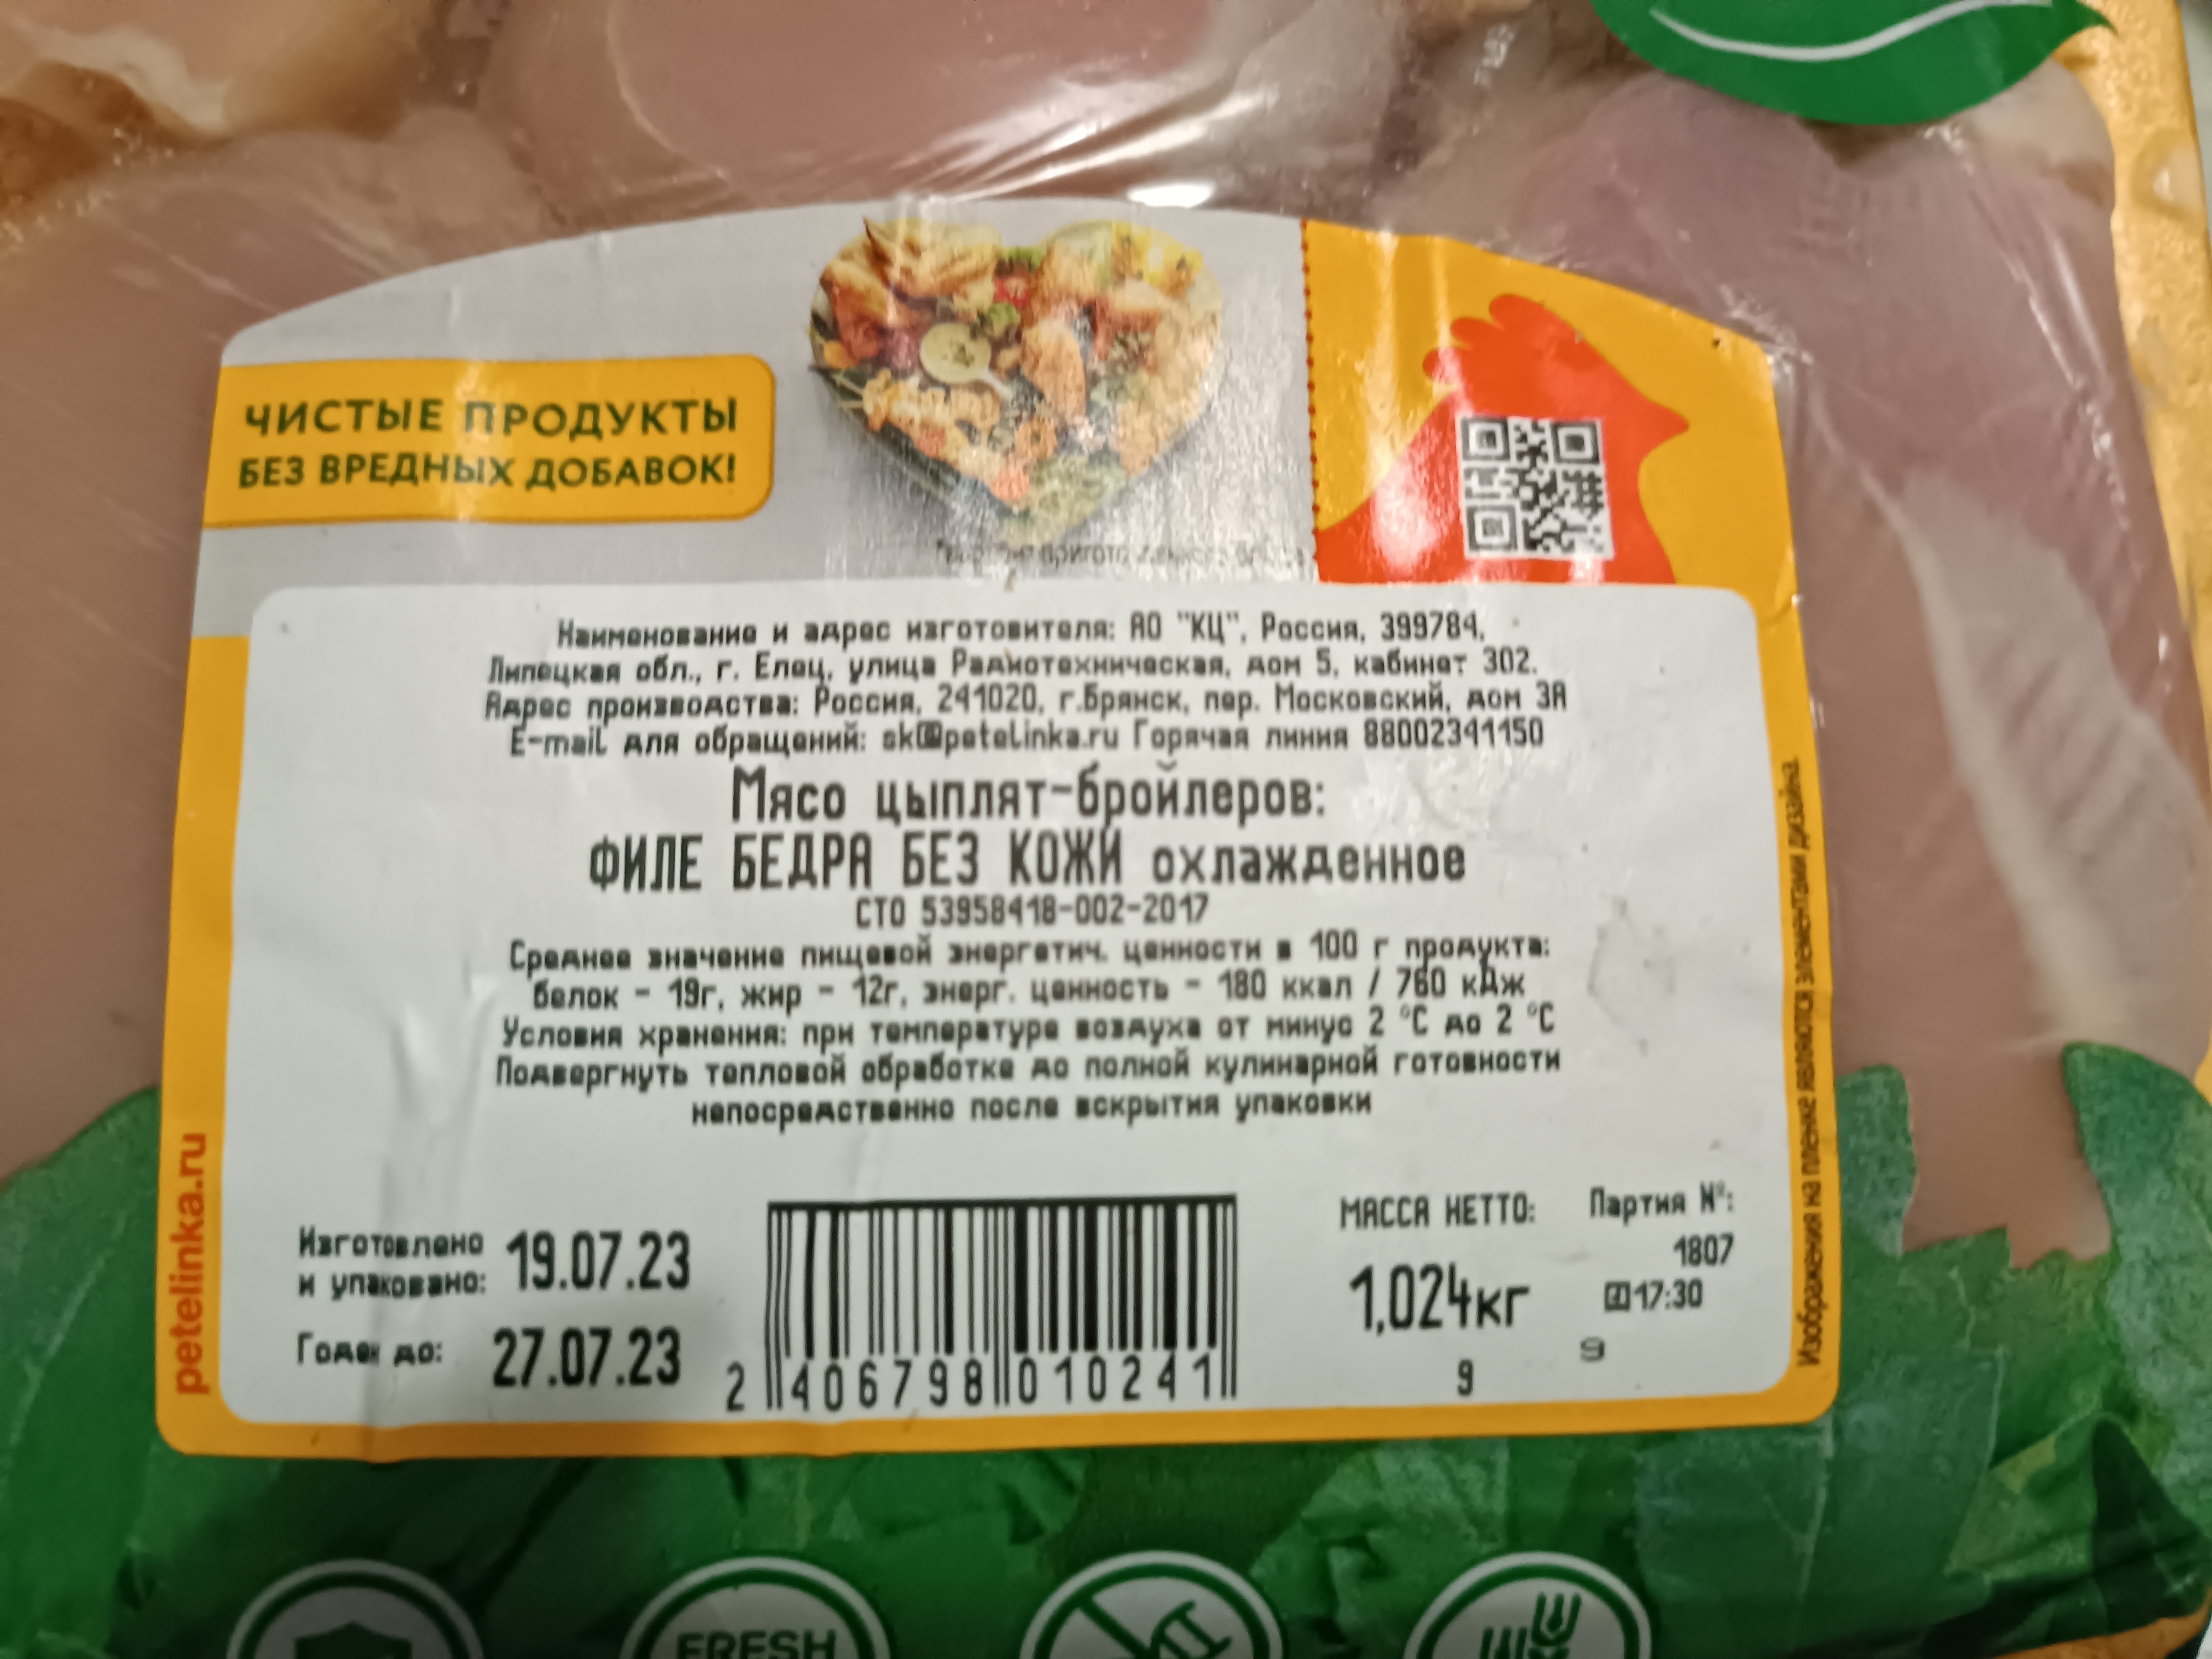 ЧИСТЫЕ ПРОДУКТЫ
БЕЗ ВРЕДНЫХ ДОБАВОК!
Наименование и адрес изготовителя: АО "КЦ", Россия, 399784,
Липецкая обл., г. Елец, улица Радиотехническая, дом 5, кабинет 302.
Адрес производства: Россия, 241020, г.Брянск, пер. Московский, дом 3А
E-mail для обращений: sk@petelinka.ru Горячая линия 88002341150
Мясо цыплят-бройлеров:
ФИЛЕ БЕДРА БЕЗ КОЖИ охлажденное
СТО 53958418-002-2017
Среднее значение пищевой энергетич. ценности в 100 г продукта:
белок - 19г, жир - 12г, энерг. ценность - 180 ккал / 760 кДж
Условия хранения: при температуре воздуха от минус 2 °C до 2 °C
Подвергнуть тепловой обработке до полной кулинарной готовности
непосредственно после вскрытия упаковки
Изготовлено
и упаковано: 19.07.23
Годен до: 27.07.23
2 406798 010241
МАССА НЕТТО:
1,024кг
9
Партия №:
1807
17:30
9
petelinka.ru
Изображения на пленке являются элементами дизайна.
FRESH